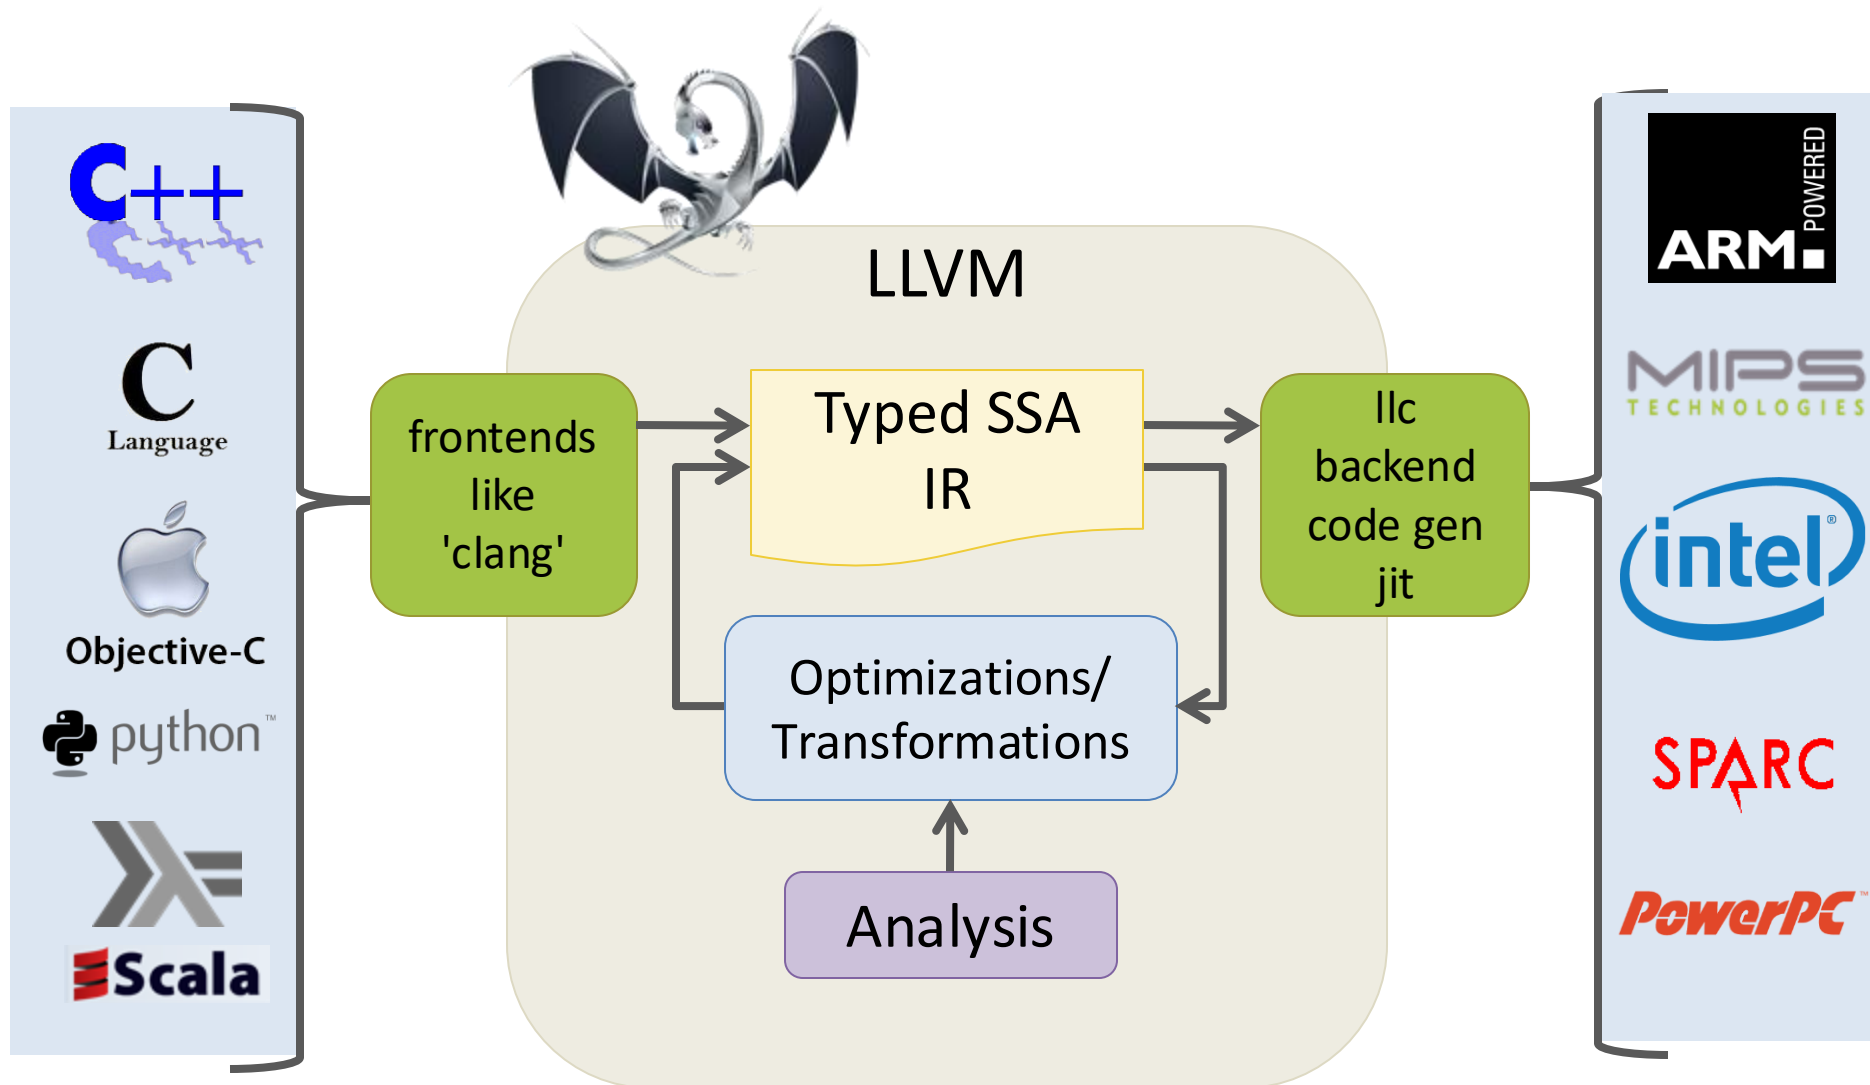 C++
C
Language
Objective-C
python™
Scala
LLVM
frontends
like
'clang'
Typed SSA
IR
Optimizations/
Transformations
Analysis
llc
backend
code gen
jit
ARM POWERED
MIPS
TECHNOLOGIES
intel®
SPARC
PowerPC™